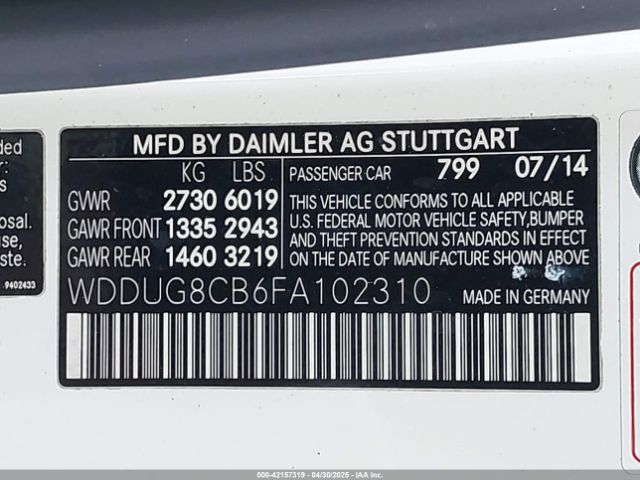 ded
r:
s
osal.
use,
ste.
9402433
MFD BY DAIMLER AG STUTTGART
KG LBS
GVWR 2730 6019
GAWR FRONT 1335 2943
GAWR REAR 1460 3219
PASSENGER CAR 799 07/14
THIS VEHICLE CONFORMS TO ALL APPLICABLE
U.S. FEDERAL MOTOR VEHICLE SAFETY,BUMPER
AND THEFT PREVENTION STANDARDS IN EFFECT
ON THE DATE OF MANUFACTURE SHOWN ABOVE
WDDUG8CB6FA102310 MADE IN GERMANY
000-42157319 - 04/30/2025 - IAAI.COM